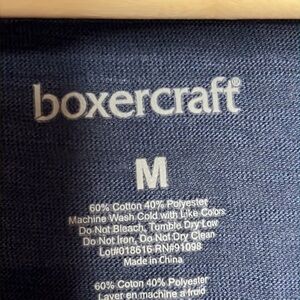 boxercraft®
M
60% Cotton 40% Polyester
Machine Wash Cold with Like Colors
Do Not Bleach, Tumble Dry Low
Do Not Iron, Do Not Dry Clean
Lot#018616 RN#91098
Made in China
60% Coton 40% Polyester
Laver en machine a froid